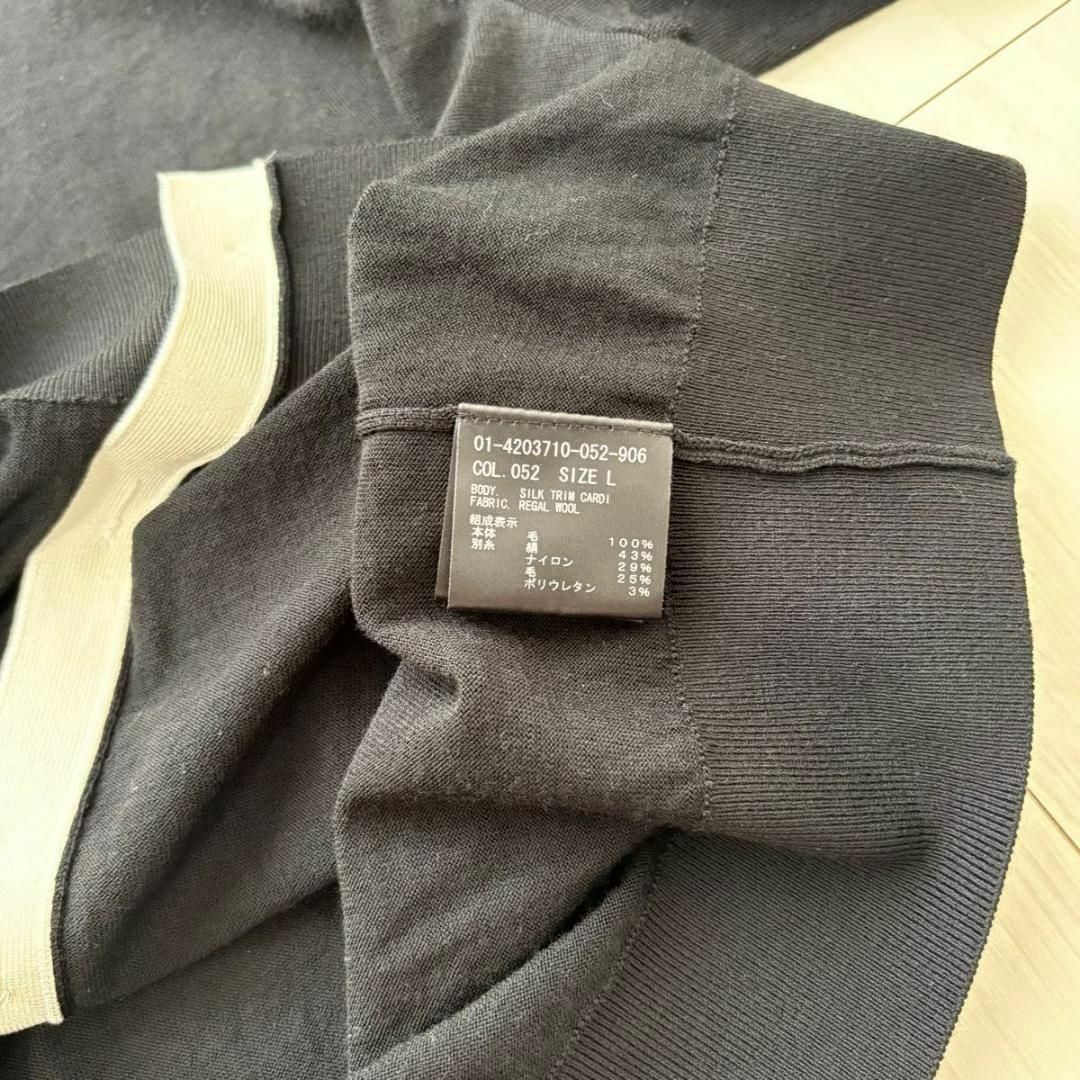 01-4203710-052-906
COL. 052 SIZE L
BODY. SILK TRIM CARDI
FABRIC. REGAL WOOL
組成表示
本体 毛 100%
別糸 絹 43%
ナイロン 29%
毛 25%
ポリウレタン 3%